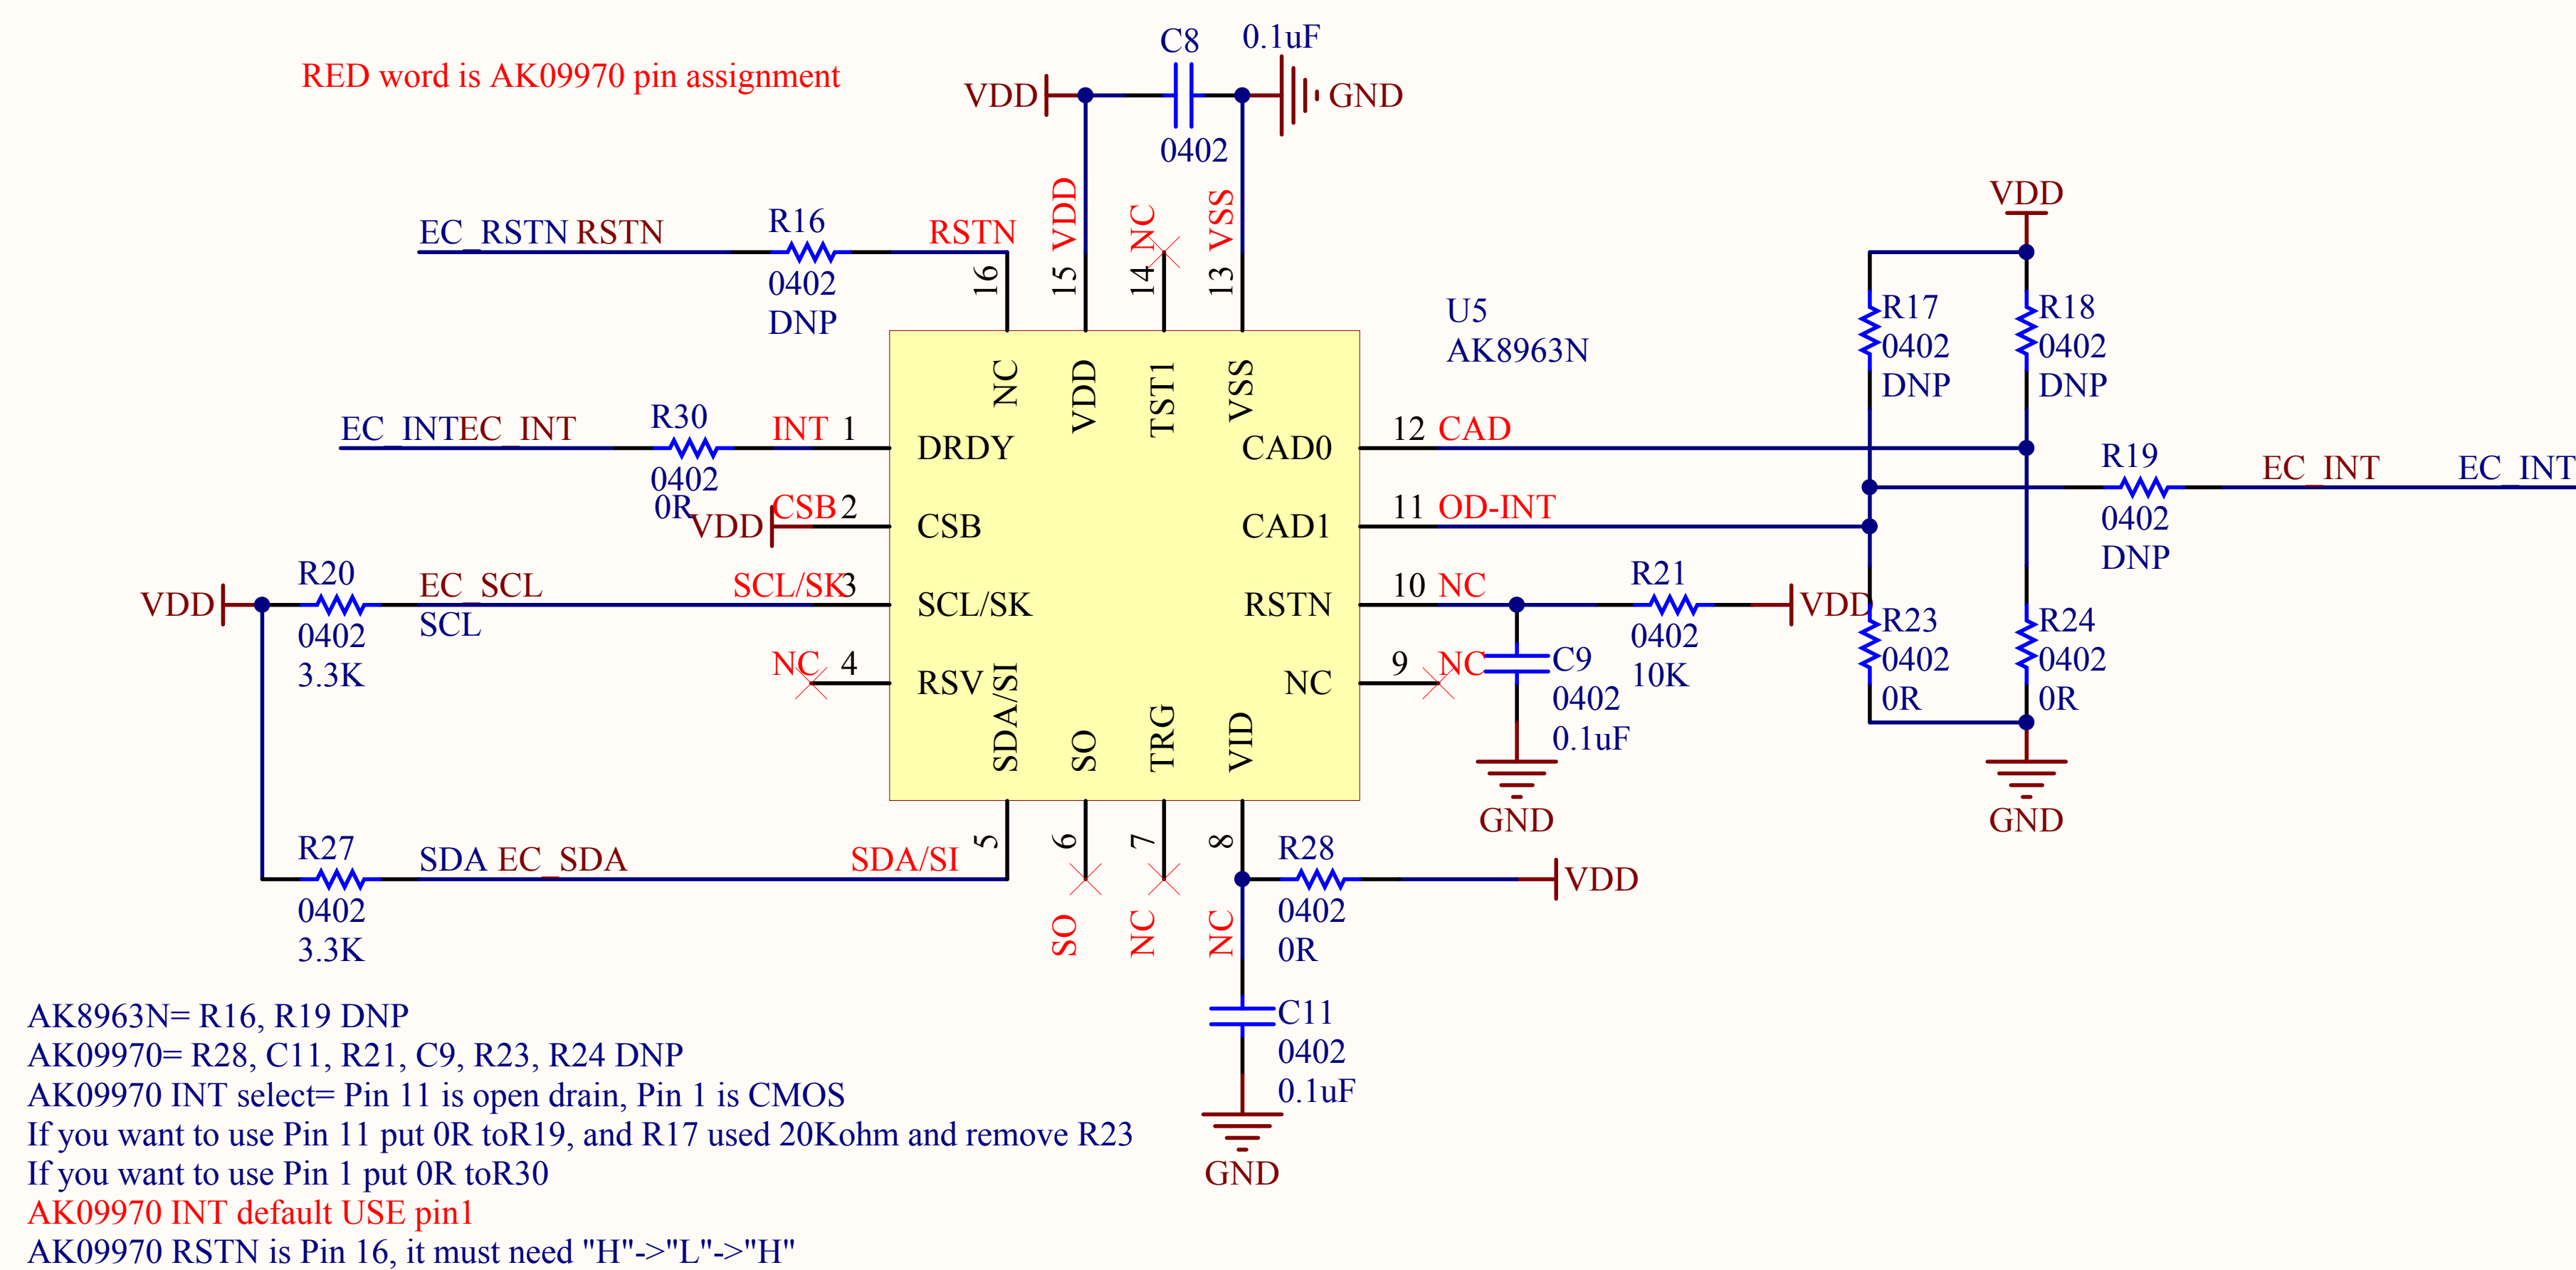 C8 0.1uF
RED word is AK09970 pin assignment
VDD
GND
0402
VDD
NC
VSS
VDD
EC_RSTN RSTN
R16
RSTN
0402
DNP
16
15
14
13
U5
AK8963N
R17
0402
DNP
R18
0402
DNP
NC
VDD
TST1
VSS
EC_INT EC_INT
R30
INT 1
DRDY
CAD0
12 CAD
0402
0R
R19
EC_INT
EC_INT
0402
DNP
VDD
CSB 2
CSB
CAD1
11 OD-INT
VDD
R20
EC_SCL
SCL
SCL/SK 3
SCL/SK
RSTN
10 NC
R21
VDD
0402
3.3K
0402
10K
R23
0402
0R
R24
0402
0R
NC 4
RSV
NC
9 NC
C9
0402
0.1uF
SDA/SI
SO
TRG
VID
GND
GND
R27
SDA EC_SDA
SDA/SI
5
6
7
8
R28
VDD
0402
3.3K
SO
NC
NC
0402
0R
C11
0402
0.1uF
GND
AK8963N= R16, R19 DNP
AK09970= R28, C11, R21, C9, R23, R24 DNP
AK09970 INT select= Pin 11 is open drain, Pin 1 is CMOS
If you want to use Pin 11 put 0R toR19, and R17 used 20Kohm and remove R23
If you want to use Pin 1 put 0R toR30
AK09970 INT default USE pin1
AK09970 RSTN is Pin 16, it must need "H"->"L"->"H"